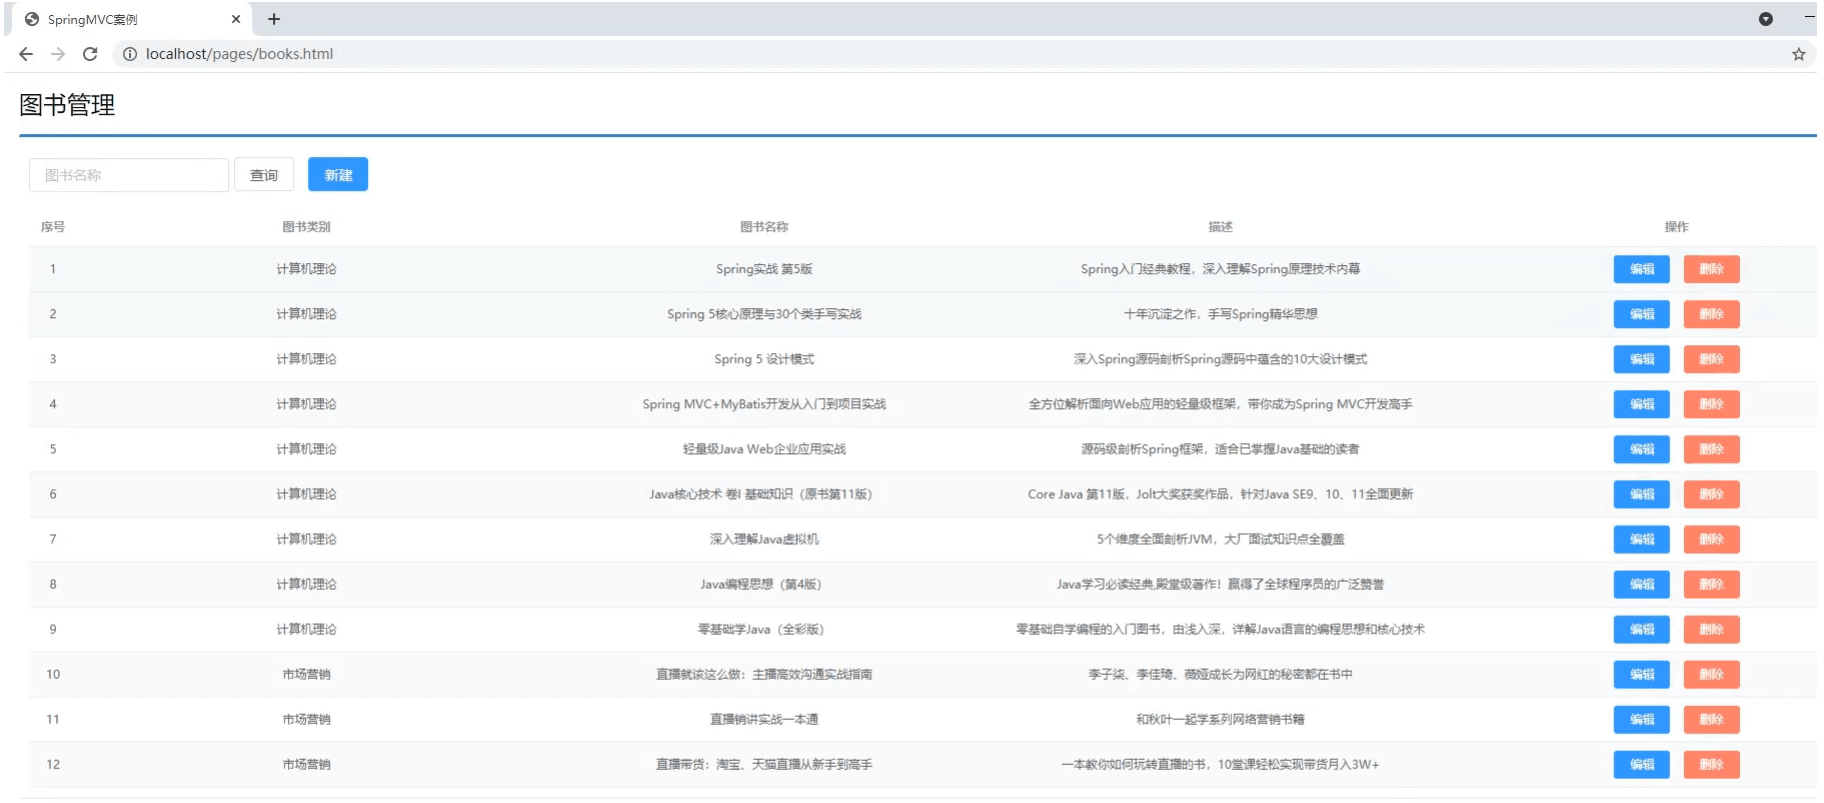 SpringMVC案例
localhost/pages/books.html
图书管理
图书名称 查询 新建
序号 图书类别 图书名称 描述 操作
1 计算机理论 Spring实战 第5版 Spring入门经典教程，深入理解Spring原理技术内幕 编辑 删除
2 计算机理论 Spring 5核心原理与30个类手写实战 十年沉淀之作，手写Spring精华思想 编辑 删除
3 计算机理论 Spring 5 设计模式 深入Spring源码剖析Spring源码中蕴含的10大设计模式 编辑 删除
4 计算机理论 Spring MVC+MyBatis开发从入门到项目实战 全方位解析面向Web应用的轻量级框架，带你成为Spring MVC开发高手 编辑 删除
5 计算机理论 轻量级Java Web企业应用实战 源码级剖析Spring框架，适合已掌握Java基础的读者 编辑 删除
6 计算机理论 Java核心技术 卷I 基础知识（原书第11版） Core Java 第11版，Jolt大奖获奖作品，针对Java SE9、10、11全面更新 编辑 删除
7 计算机理论 深入理解Java虚拟机 5个维度全面剖析JVM，大厂面试知识点全覆盖 编辑 删除
8 计算机理论 Java编程思想（第4版） Java学习必读经典,殿堂级著作！赢得了全球程序员的广泛赞誉 编辑 删除
9 计算机理论 零基础学Java（全彩版） 零基础自学编程的入门图书，由浅入深，详解Java语言的编程思想和核心技术 编辑 删除
10 市场营销 直播就该这么做：主播高效沟通实战指南 李子柒、李佳琦、薇娅成长为网红的秘密都在书中 编辑 删除
11 市场营销 直播销讲实战一本通 和秋叶一起学系列网络营销书籍 编辑 删除
12 市场营销 直播带货：淘宝、天猫直播从新手到高手 一本教你如何玩转直播的书，10堂课轻松实现带货月入3W+ 编辑 删除